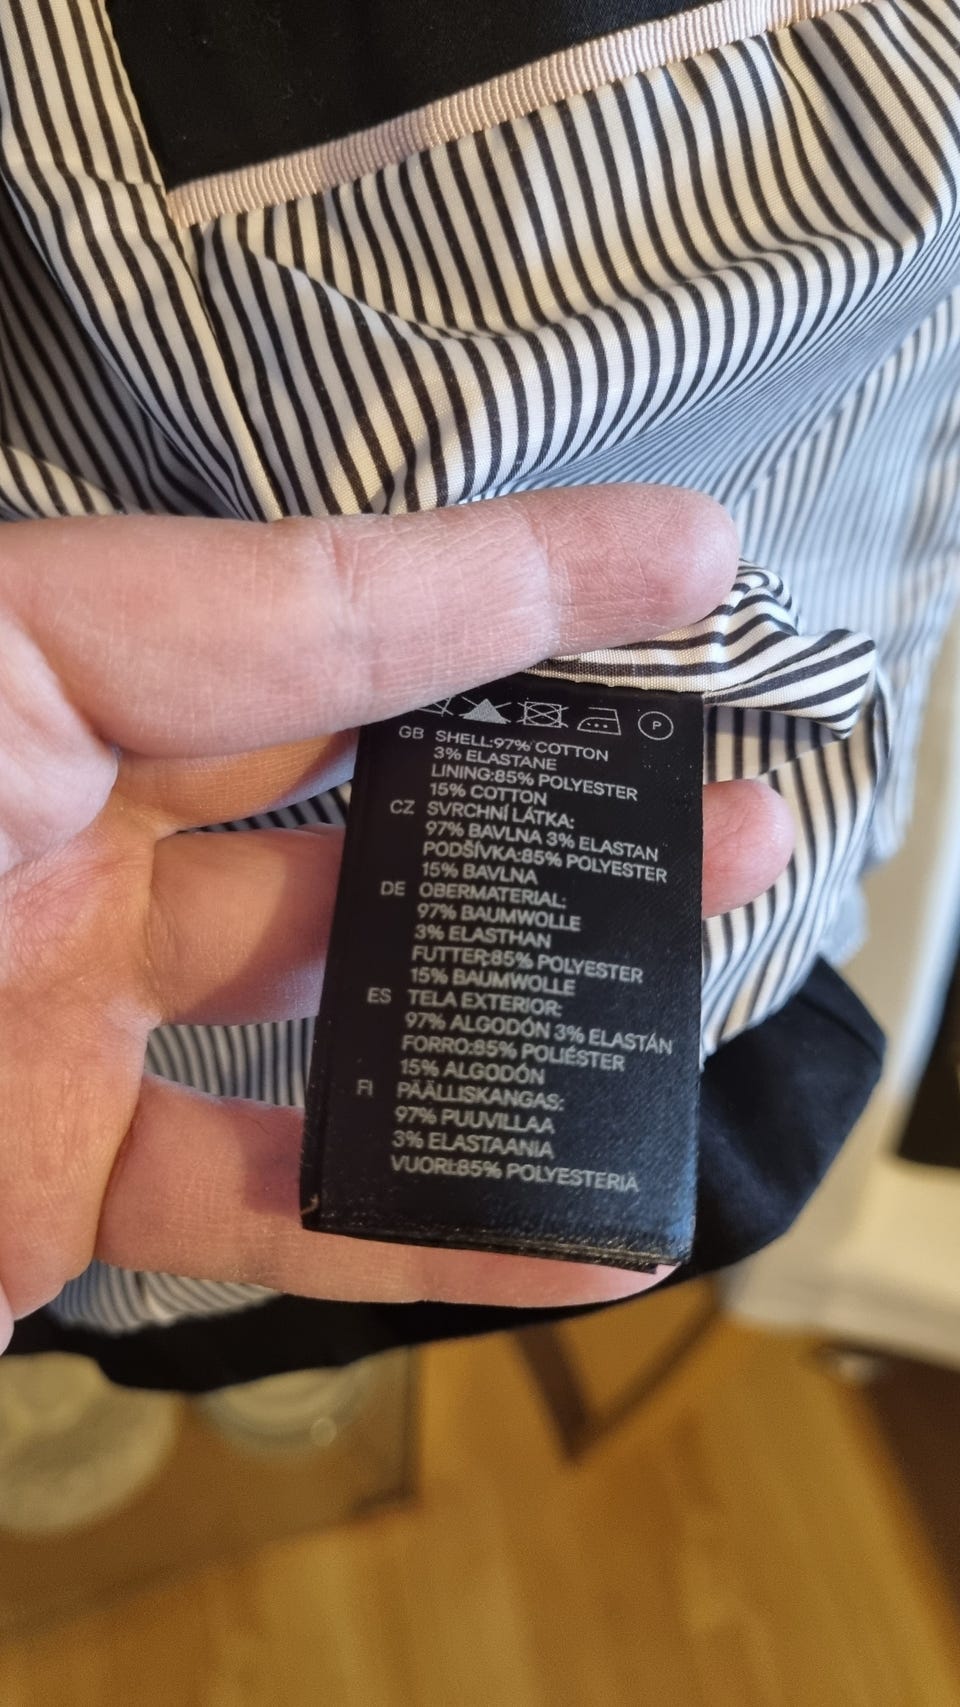 P
GB SHELL:97% COTTON
3% ELASTANE
LINING:85% POLYESTER
15% COTTON
CZ SVRCHNÍ LÁTKA:
97% BAVLNA 3% ELASTAN
PODŠÍVKA:85% POLYESTER
15% BAVLNA
DE OBERMATERIAL:
97% BAUMWOLLE
3% ELASTHAN
FUTTER:85% POLYESTER
15% BAUMWOLLE
ES TELA EXTERIOR:
97% ALGODÓN 3% ELASTÁN
FORRO:85% POLIÉSTER
15% ALGODÓN
FI PÄÄLLISKANGAS:
97% PUUVILLAA
3% ELASTAANIA
VUORI:85% POLYESTERIA